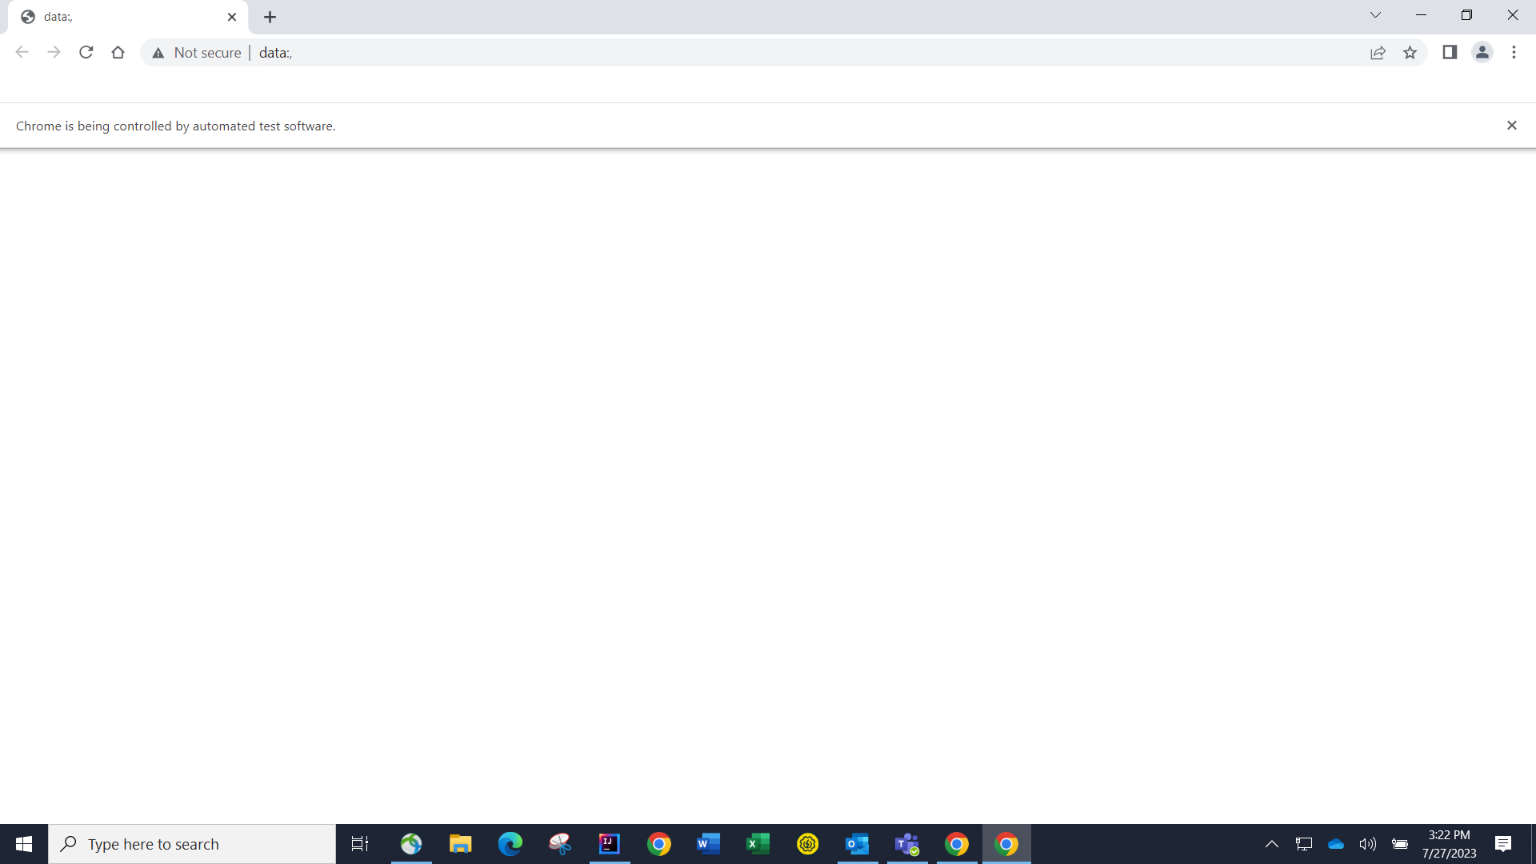 data:,
Not secure | data:,
Chrome is being controlled by automated test software.
Type here to search
3:22 PM
7/27/2023